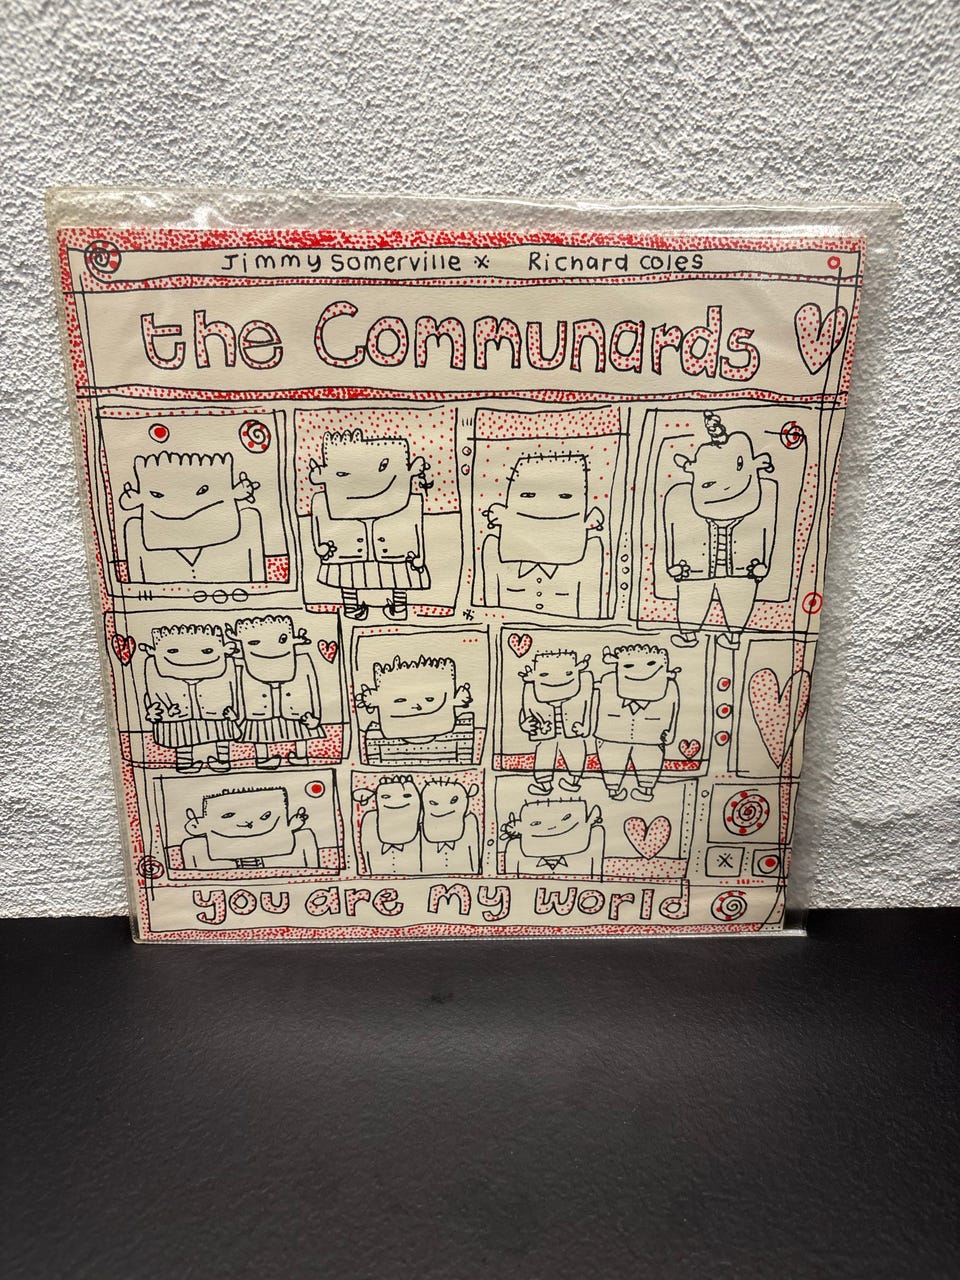 Jimmy Somerville x Richard Coles
the Communards
you are my world